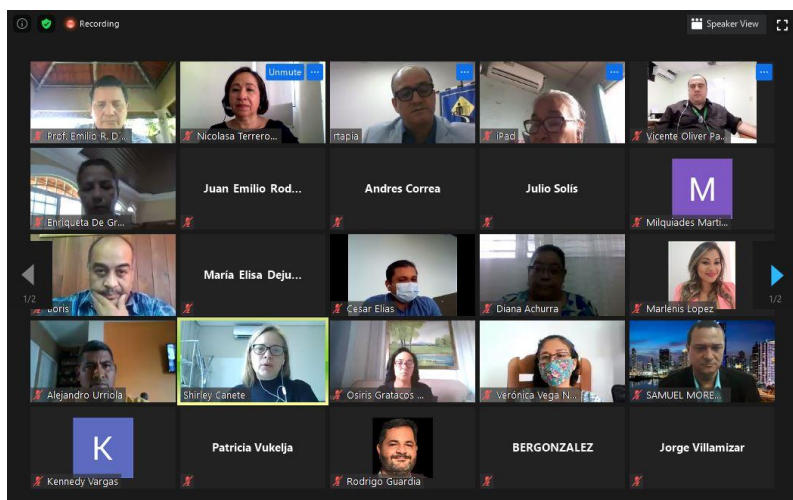 Recording
Speaker View
Prof. Emilio R. D...
Unmute ...
Nicolasa Terrero...
...
rtapia
...
iPad
...
Vicente Oliver Pa...
Enriqueta De Gr...
Juan Emilio Rod...
Andres Correa
Julio Solís
M
Milquiades Marti...
1/2
Boris
María Elisa Deju...
Cesar Elias
Diana Achurra
Marlenis Lopez
1/2
Alejandro Urriola
Shirley Canete
Osiris Gratacos ...
Verónica Vega N...
SAMUEL MORE...
K
Kennedy Vargas
Patricia Vukelja
Rodrigo Guardia
BERGONZALEZ
Jorge Villamizar